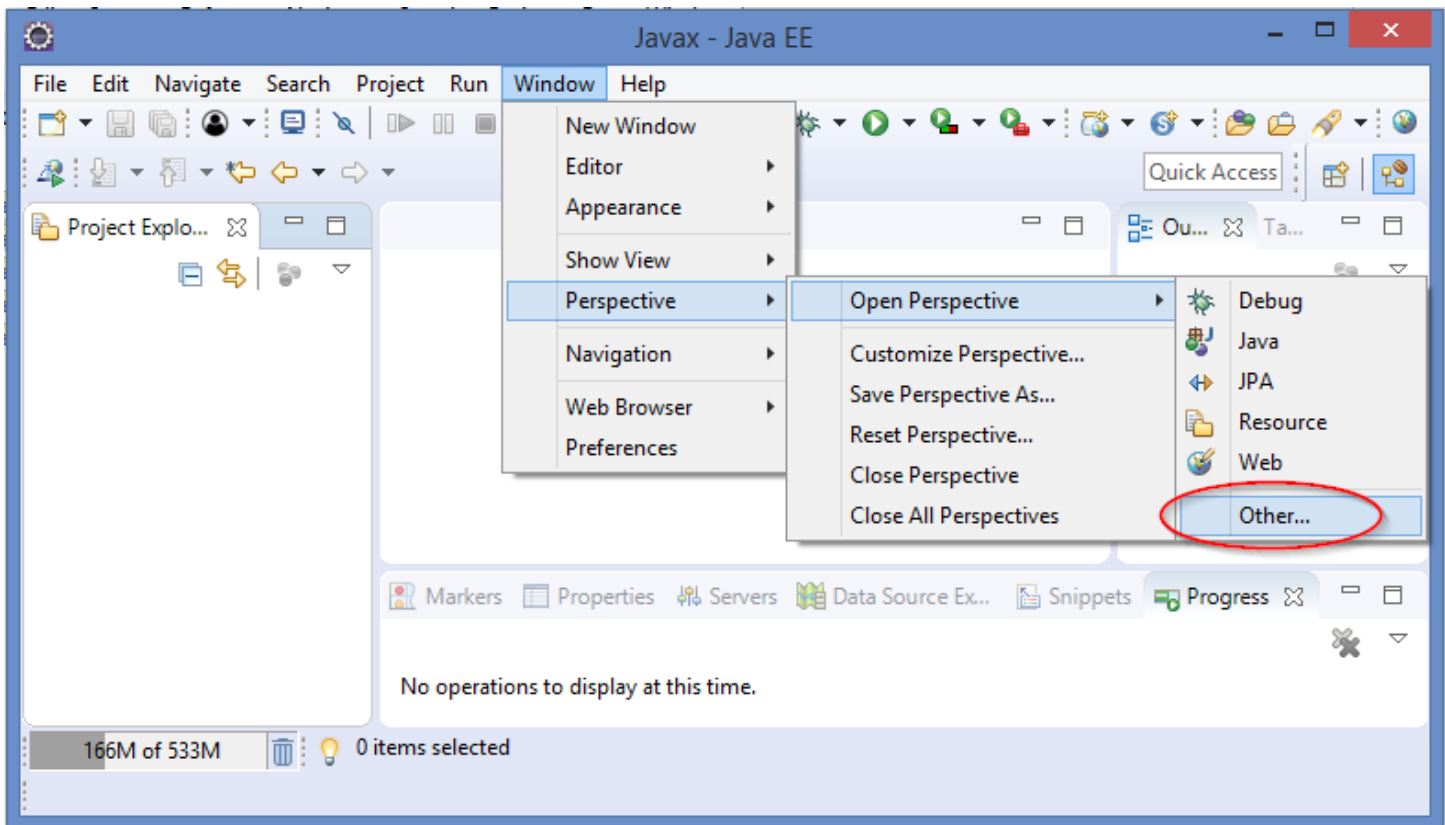 Javax - Java EE
File Edit Navigate Search Project Run Window Help
Quick Access
New Window
Editor
Appearance
Show View
Perspective
Navigation
Web Browser
Preferences
Open Perspective
Customize Perspective...
Save Perspective As...
Reset Perspective...
Close Perspective
Close All Perspectives
Debug
Java
JPA
Resource
Web
Other...
Project Explo...
Ou... Ta...
Markers Properties Servers Data Source Ex... Snippets Progress
No operations to display at this time.
166M of 533M 0 items selected